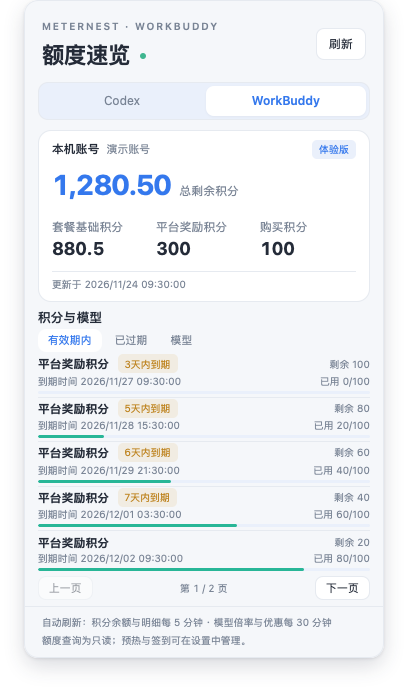 METERNEST · WORKBUDDY
额度速览
刷新
Codex
WorkBuddy
本机账号 演示账号
体验版
1,280.50 总剩余积分
套餐基础积分 平台奖励积分 购买积分
880.5 300 100
更新于 2026/11/24 09:30:00
积分与模型
有效期内 已过期 模型
平台奖励积分 3天内到期 剩余 100
到期时间 2026/11/27 09:30:00 已用 0/100
平台奖励积分 5天内到期 剩余 80
到期时间 2026/11/28 15:30:00 已用 20/100
平台奖励积分 6天内到期 剩余 60
到期时间 2026/11/29 21:30:00 已用 40/100
平台奖励积分 7天内到期 剩余 40
到期时间 2026/12/01 03:30:00 已用 60/100
平台奖励积分 剩余 20
到期时间 2026/12/02 09:30:00 已用 80/100
上一页 第 1 / 2 页 下一页
自动刷新：积分余额与明细每 5 分钟 · 模型倍率与优惠每 30 分钟
额度查询为只读；预热与签到可在设置中管理。